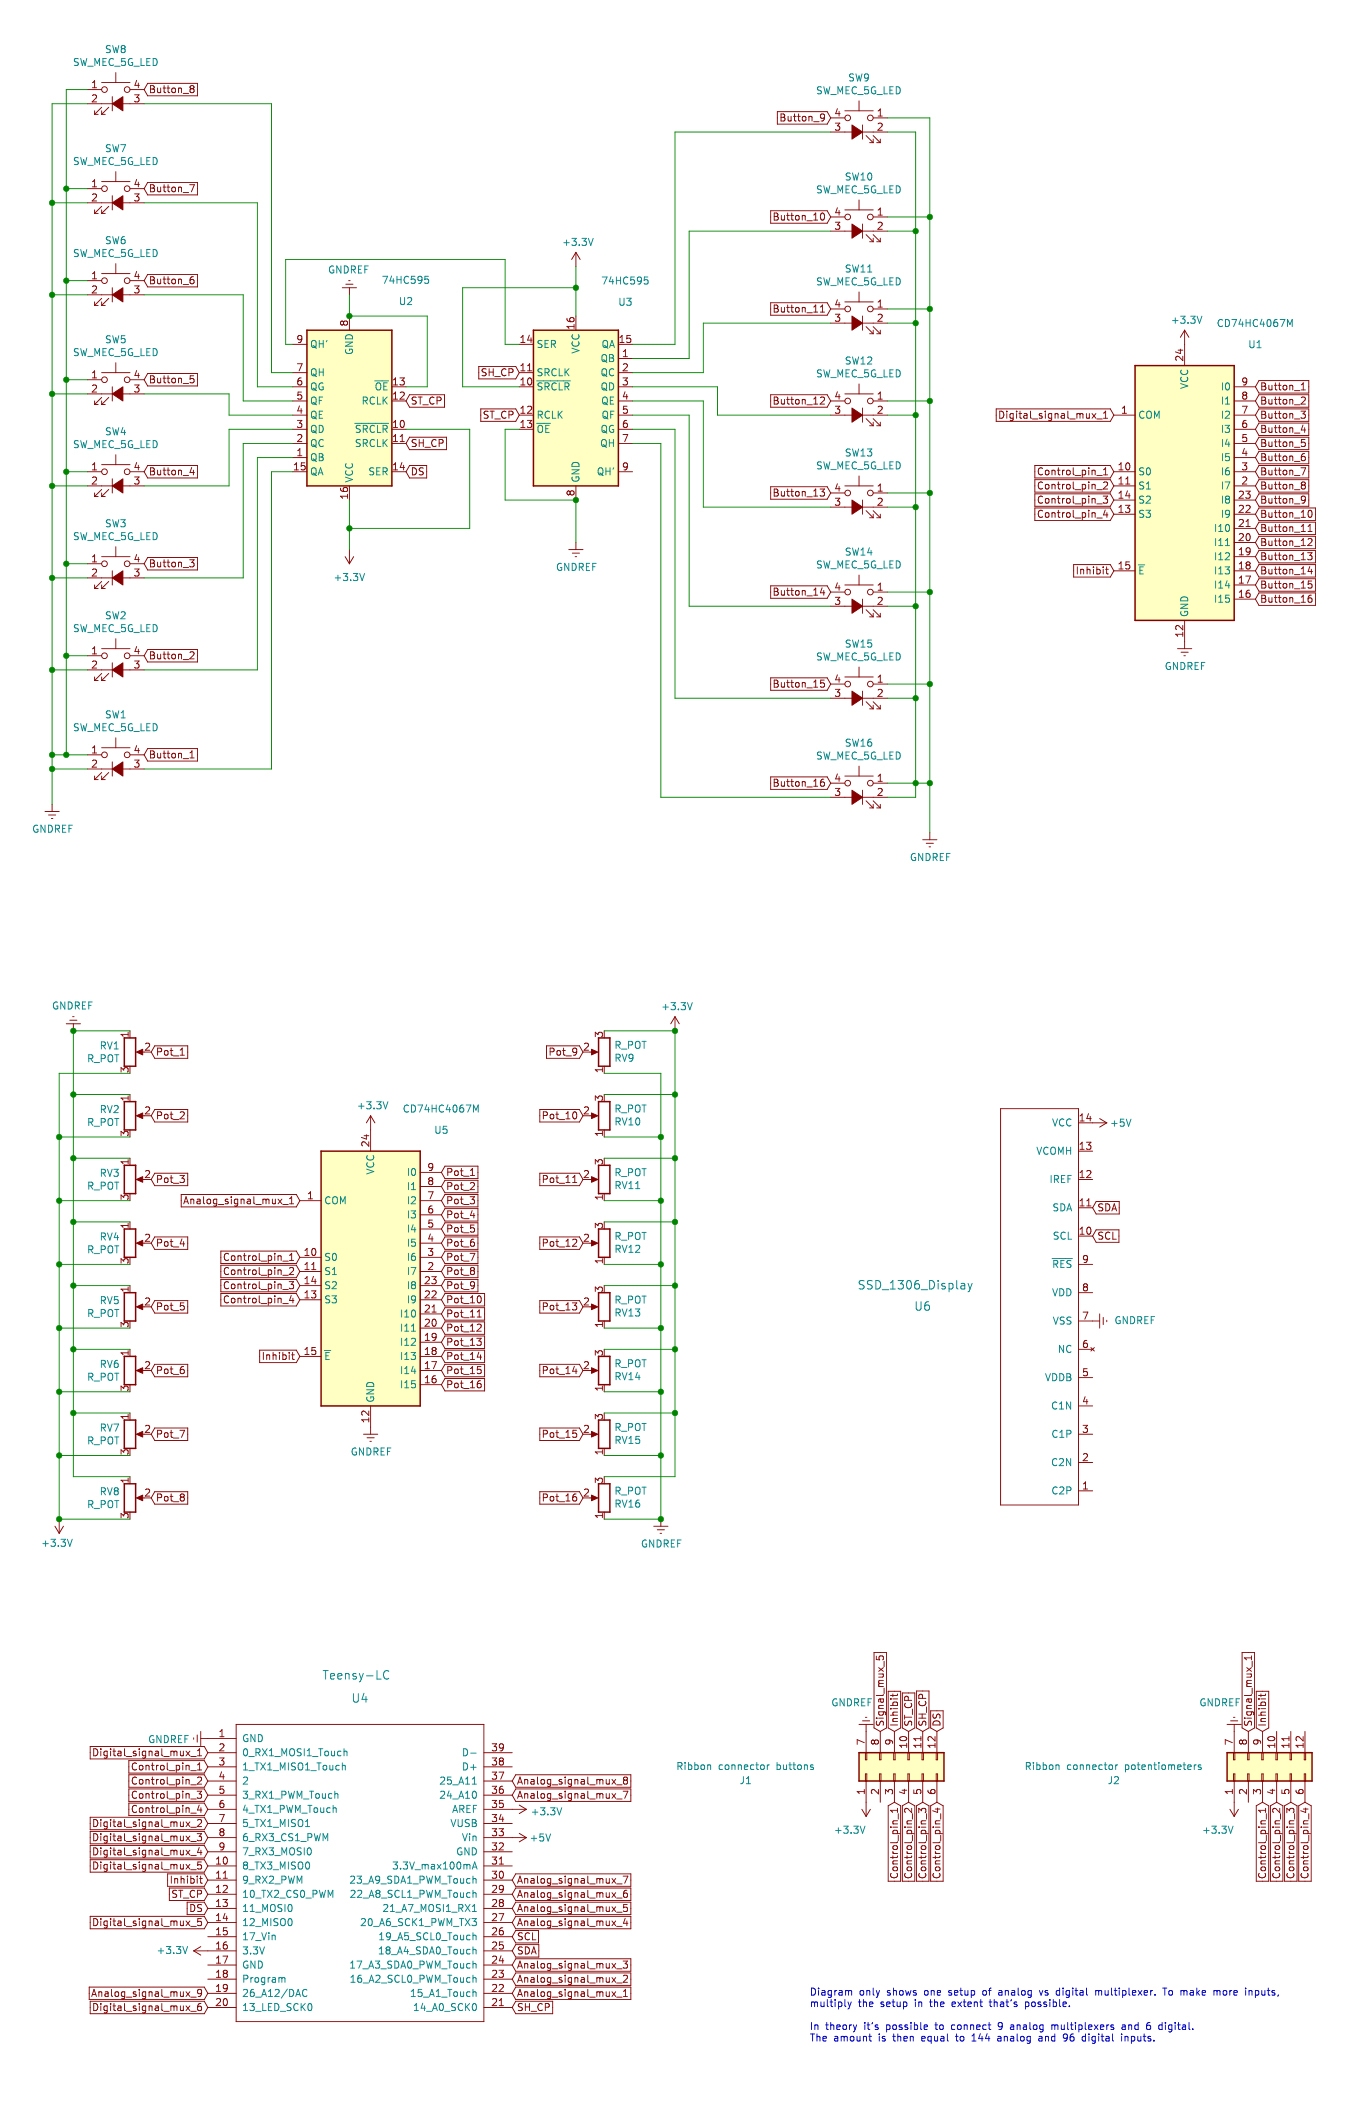 SW8
SW_MEC_5G_LED
1
4
Button_8
2
3
SW7
SW_MEC_5G_LED
1
4
Button_7
2
3
SW6
SW_MEC_5G_LED
1
4
Button_6
2
3
SW5
SW_MEC_5G_LED
1
4
Button_5
2
3
SW4
SW_MEC_5G_LED
1
4
Button_4
2
3
SW3
SW_MEC_5G_LED
1
4
Button_3
2
3
SW2
SW_MEC_5G_LED
1
4
Button_2
2
3
SW1
SW_MEC_5G_LED
1
4
Button_1
2
3
GNDREF
GNDREF
74HC595
U2
8
GND
9 QH'
7 QH
6 QG
5 QF
4 QE
3 QD
2 QC
1 QB
15 QA
OE 13
RCLK 12 ST_CP
SRCLR 10
SRCLK 11 SH_CP
SER 14 DS
VCC
16
+3.3V
+3.3V
74HC595
U3
16
VCC
14 SER
SH_CP 11 SRCLK
10 SRCLR
ST_CP 12 RCLK
13 OE
QA 15
QB 1
QC 2
QD 3
QE 4
QF 5
QG 6
QH 7
QH' 9
GND
8
GNDREF
SW9
SW_MEC_5G_LED
Button_9
4
1
3
2
SW10
SW_MEC_5G_LED
Button_10
4
1
3
2
SW11
SW_MEC_5G_LED
Button_11
4
1
3
2
SW12
SW_MEC_5G_LED
Button_12
4
1
3
2
SW13
SW_MEC_5G_LED
Button_13
4
1
3
2
SW14
SW_MEC_5G_LED
Button_14
4
1
3
2
SW15
SW_MEC_5G_LED
Button_15
4
1
3
2
SW16
SW_MEC_5G_LED
Button_16
4
1
3
2
GNDREF
+3.3V
CD74HC4067M
U1
24
VCC
Digital_signal_mux_1 1 COM
Control_pin_1 10 S0
Control_pin_2 11 S1
Control_pin_3 14 S2
Control_pin_4 13 S3
Inhibit 15 E
I0 9 Button_1
I1 8 Button_2
I2 7 Button_3
I3 6 Button_4
I4 5 Button_5
I5 4 Button_6
I6 3 Button_7
I7 2 Button_8
I8 23 Button_9
I9 22 Button_10
I10 21 Button_11
I11 20 Button_12
I12 19 Button_13
I13 18 Button_14
I14 17 Button_15
I15 16 Button_16
GND
12
GNDREF
GNDREF
RV1
R_POT
1
2
3
Pot_1
RV2
R_POT
1
2
3
Pot_2
RV3
R_POT
1
2
3
Pot_3
RV4
R_POT
1
2
3
Pot_4
RV5
R_POT
1
2
3
Pot_5
RV6
R_POT
1
2
3
Pot_6
RV7
R_POT
1
2
3
Pot_7
RV8
R_POT
1
2
3
Pot_8
+3.3V
+3.3V
CD74HC4067M
U5
24
VCC
Analog_signal_mux_1 1 COM
Control_pin_1 10 S0
Control_pin_2 11 S1
Control_pin_3 14 S2
Control_pin_4 13 S3
Inhibit 15 E
I0 9 Pot_1
I1 8 Pot_2
I2 7 Pot_3
I3 6 Pot_4
I4 5 Pot_5
I5 4 Pot_6
I6 3 Pot_7
I7 2 Pot_8
I8 23 Pot_9
I9 22 Pot_10
I10 21 Pot_11
I11 20 Pot_12
I12 19 Pot_13
I13 18 Pot_14
I14 17 Pot_15
I15 16 Pot_16
GND
12
GNDREF
+3.3V
Pot_9
2
3
1
R_POT
RV9
Pot_10
2
3
1
R_POT
RV10
Pot_11
2
3
1
R_POT
RV11
Pot_12
2
3
1
R_POT
RV12
Pot_13
2
3
1
R_POT
RV13
Pot_14
2
3
1
R_POT
RV14
Pot_15
2
3
1
R_POT
RV15
Pot_16
2
3
1
R_POT
RV16
GNDREF
SSD_1306_Display
U6
VCC 14 +5V
VCOMH 13
IREF 12
SDA 11 SDA
SCL 10 SCL
RES 9
VDD 8
VSS 7 GNDREF
NC 6
VDDB 5
C1N 4
C1P 3
C2N 2
C2P 1
Teensy-LC
U4
GNDREF 1 GND
Digital_signal_mux_1 2 0_RX1_MOSI1_Touch
Control_pin_1 3 1_TX1_MISO1_Touch
Control_pin_2 4 2
Control_pin_3 5 3_RX1_PWM_Touch
Control_pin_4 6 4_TX1_PWM_Touch
Digital_signal_mux_2 7 5_TX1_MISO1
Digital_signal_mux_3 8 6_RX3_CS1_PWM
Digital_signal_mux_4 9 7_RX3_MOSI0
Digital_signal_mux_5 10 8_TX3_MISO0
Inhibit 11 9_RX2_PWM
ST_CP 12 10_TX2_CS0_PWM
DS 13 11_MOSI0
Digital_signal_mux_5 14 12_MISO0
15 17_Vin
+3.3V 16 3.3V
17 GND
18 Program
Analog_signal_mux_9 19 26_A12/DAC
Digital_signal_mux_6 20 13_LED_SCK0
D- 39
D+ 38
25_A11 37 Analog_signal_mux_8
24_A10 36 Analog_signal_mux_7
AREF 35 +3.3V
VUSB 34
Vin 33 +5V
GND 32
3.3V_max100mA 31
23_A9_SDA1_PWM_Touch 30 Analog_signal_mux_7
22_A8_SCL1_PWM_Touch 29 Analog_signal_mux_6
21_A7_MOSI1_RX1 28 Analog_signal_mux_5
20_A6_SCK1_PWM_TX3 27 Analog_signal_mux_4
19_A5_SCL0_Touch 26 SCL
18_A4_SDA0_Touch 25 SDA
17_A3_SDA0_PWM_Touch 24 Analog_signal_mux_3
16_A2_SCL0_PWM_Touch 23 Analog_signal_mux_2
15_A1_Touch 22 Analog_signal_mux_1
14_A0_SCK0 21 SH_CP
Ribbon connector buttons
J1
GNDREF
Signal_mux_5
Inhibit
ST_CP
SH_CP
DS
7 8 9 10 11 12
1 2 3 4 5 6
+3.3V
Control_pin_1
Control_pin_2
Control_pin_3
Control_pin_4
Ribbon connector potentiometers
J2
GNDREF
Signal_mux_1
Inhibit
7 8 9 10 11 12
1 2 3 4 5 6
+3.3V
Control_pin_1
Control_pin_2
Control_pin_3
Control_pin_4
Diagram only shows one setup of analog vs digital multiplexer. To make more inputs,
multiply the setup in the extent that's possible.
In theory it's possible to connect 9 analog multiplexers and 6 digital.
The amount is then equal to 144 analog and 96 digital inputs.